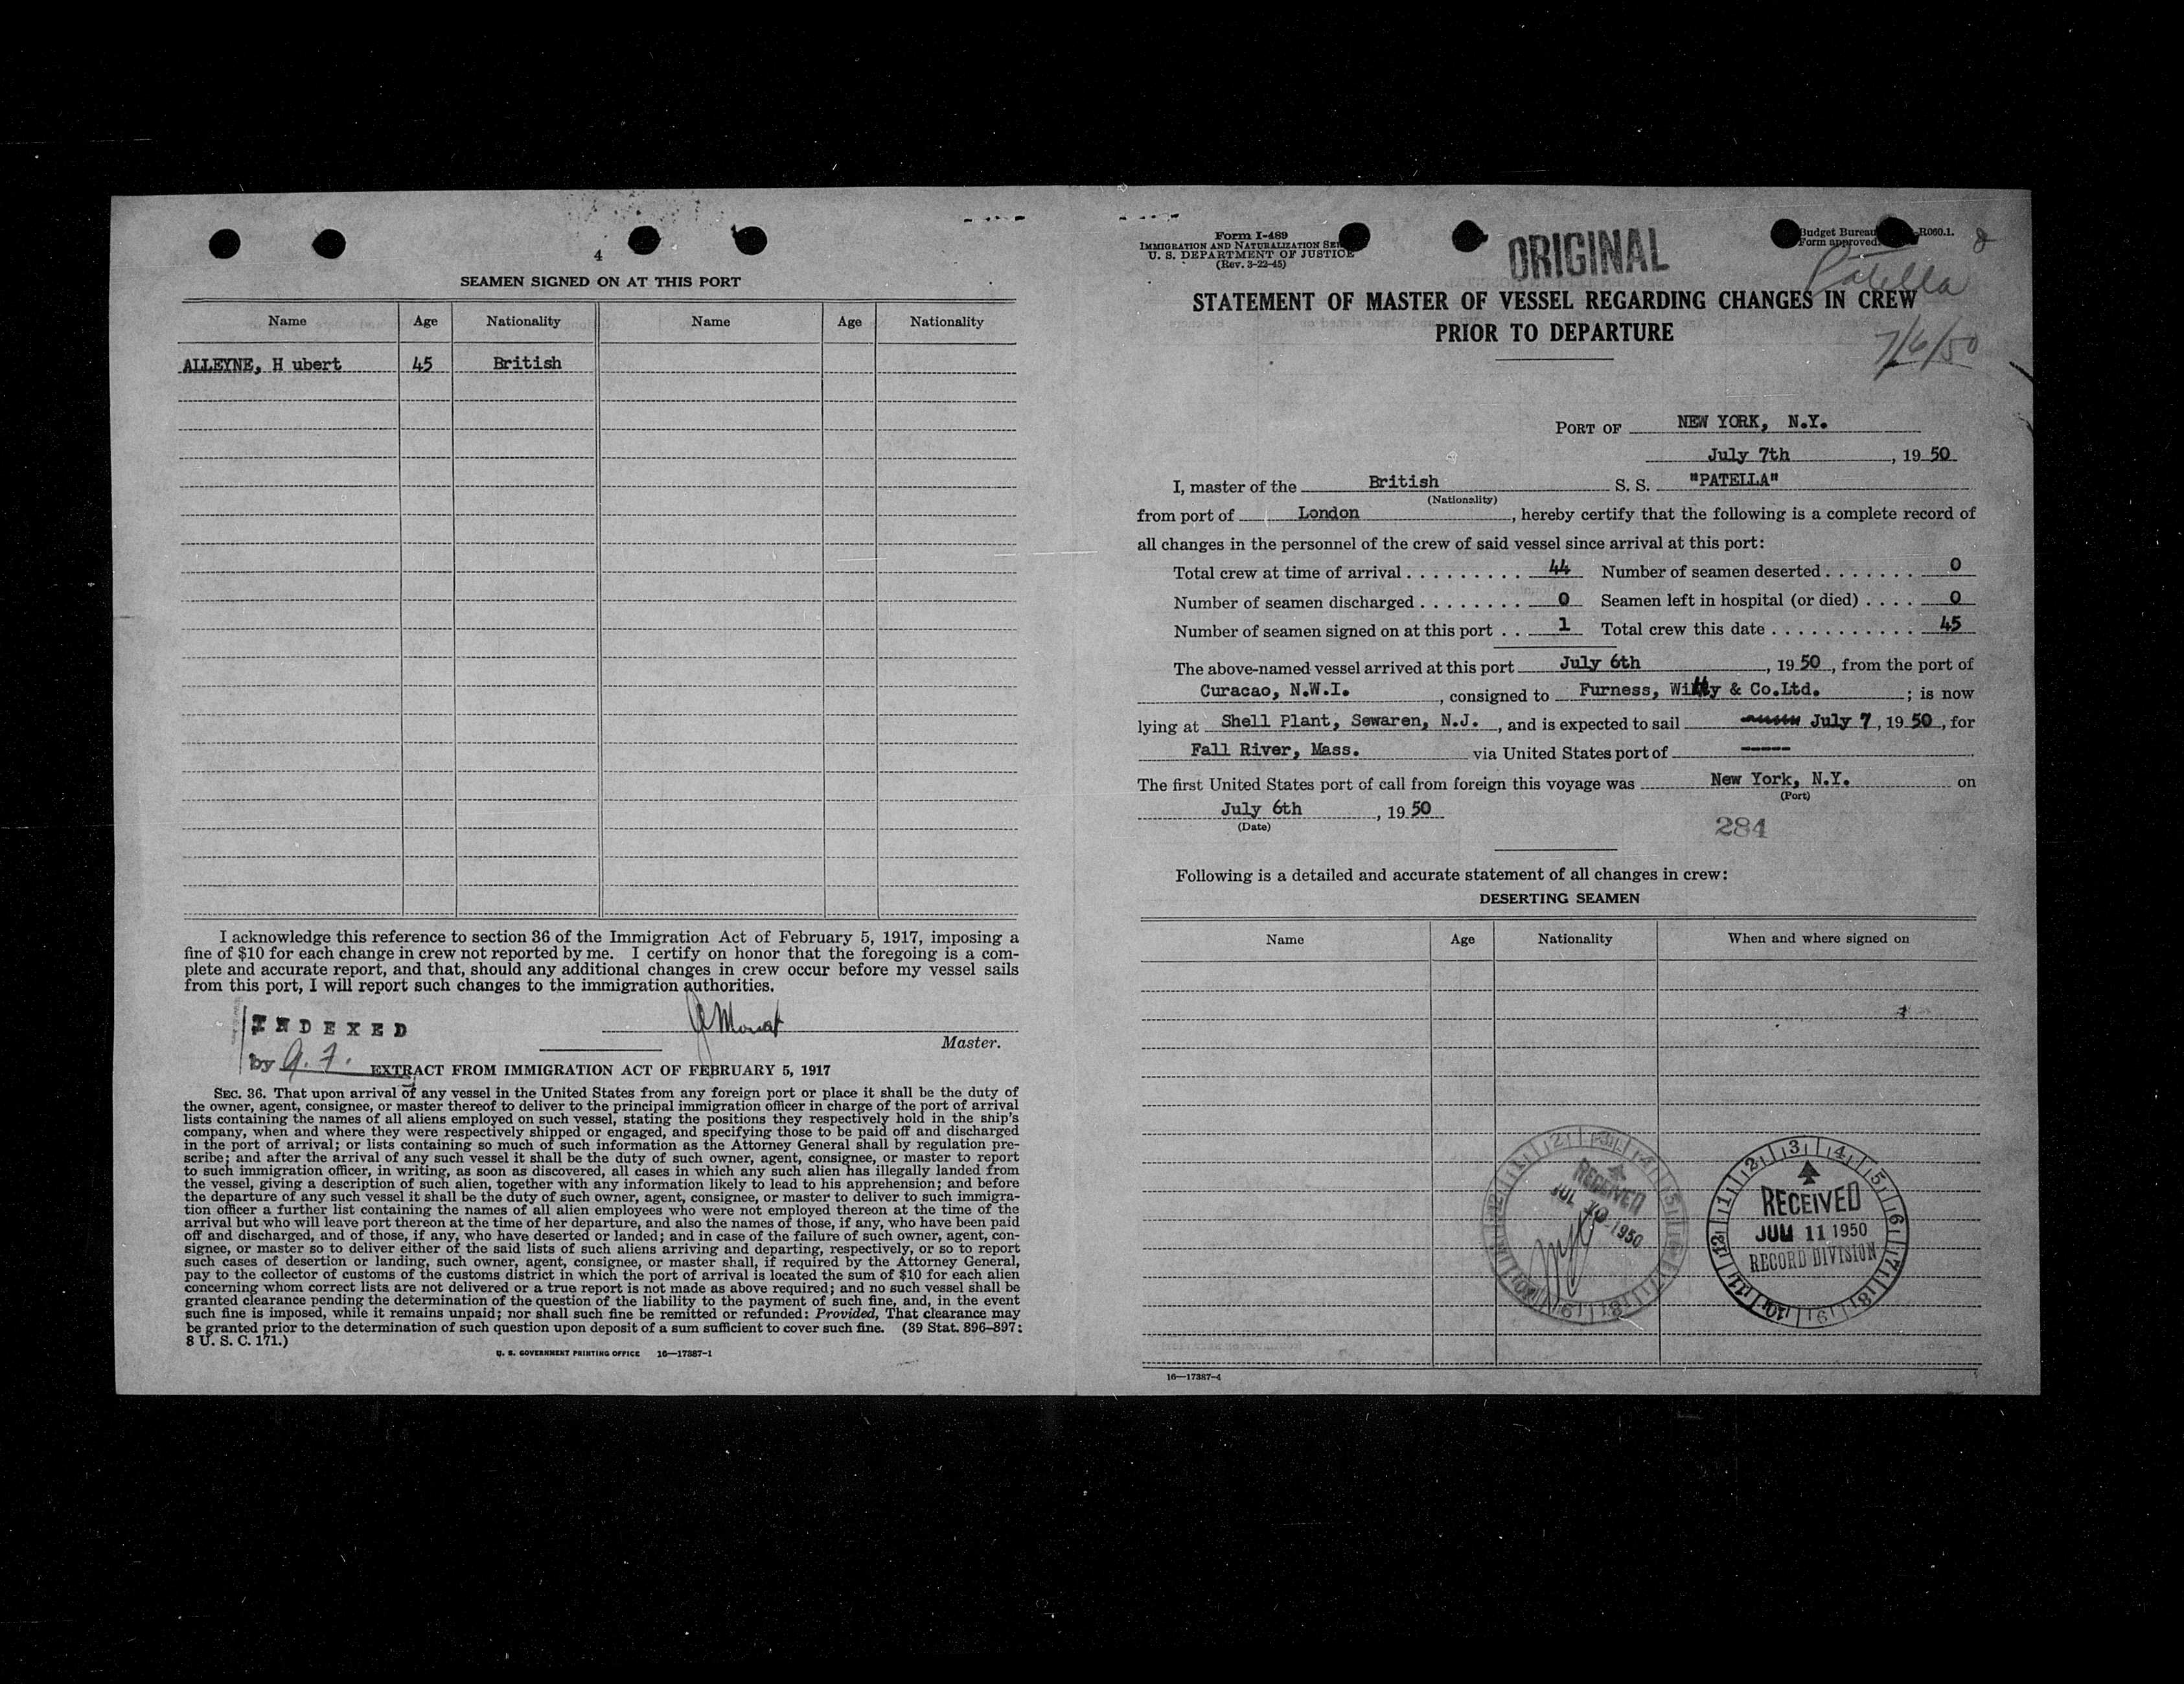 4
SEAMEN SIGNED ON AT THIS PORT
Name Age Nationality Name Age Nationality
ALLEYNE, H ubert 45 British
I acknowledge this reference to section 36 of the Immigration Act of February 5, 1917, imposing a
fine of $10 for each change in crew not reported by me. I certify on honor that the foregoing is a com-
plete and accurate report, and that, should any additional changes in crew occur before my vessel sails
from this port, I will report such changes to the immigration authorities.
INDEXED
Master.
by A. F.
EXTRACT FROM IMMIGRATION ACT OF FEBRUARY 5, 1917
SEC. 36. That upon arrival of any vessel in the United States from any foreign port or place it shall be the duty of
the owner, agent, consignee, or master thereof to deliver to the principal immigration officer in charge of the port of arrival
lists containing the names of all aliens employed on such vessel, stating the positions they respectively hold in the ship's
company, when and where they were respectively shipped or engaged, and specifying those to be paid off and discharged
in the port of arrival; or lists containing so much of such information as the Attorney General shall by regulation pre-
scribe; and after the arrival of any such vessel it shall be the duty of such owner, agent, consignee, or master to report
to such immigration officer, in writing, as soon as discovered, all cases in which any such alien has illegally landed from
the vessel, giving a description of such alien, together with any information likely to lead to his apprehension; and before
the departure of any such vessel it shall be the duty of such owner, agent, consignee, or master to deliver to such immigra-
tion officer a further list containing the names of all alien employees who were not employed thereon at the time of the
arrival but who will leave port thereon at the time of her departure, and also the names of those, if any, who have been paid
off and discharged, and of those, if any, who have deserted or landed; and in case of the failure of such owner, agent, con-
signee, or master so to deliver either of the said lists of such aliens arriving and departing, respectively, or so to report
such cases of desertion or landing, such owner, agent, consignee, or master shall, if required by the Attorney General,
pay to the collector of customs of the customs district in which the port of arrival is located the sum of $10 for each alien
concerning whom correct lists are not delivered or a true report is not made as above required; and no such vessel shall be
granted clearance pending the determination of the question of the liability to the payment of such fine, and, in the event
such fine is imposed, while it remains unpaid; nor shall such fine be remitted or refunded: Provided, That clearance may
be granted prior to the determination of such question upon deposit of a sum sufficient to cover such fine. (39 Stat. 896-897;
8 U. S. C. 171.)
U. S. GOVERNMENT PRINTING OFFICE 16—17387-1
Form I-489
IMMIGRATION AND NATURALIZATION
U. S. DEPARTMENT OF JUSTICE
(Rev. 3-22-45)
ORIGINAL
Budget Bureau R060.1.
Form approved.
Patella
STATEMENT OF MASTER OF VESSEL REGARDING CHANGES IN CREW
PRIOR TO DEPARTURE
7/6/50
PORT OF NEW YORK, N.Y.
July 7th, 19 50
I, master of the British S. S. "PATELLA"
(Nationality)
from port of London, hereby certify that the following is a complete record of
all changes in the personnel of the crew of said vessel since arrival at this port:
Total crew at time of arrival . . . . . . . . . 44 Number of seamen deserted . . . . . . . 0
Number of seamen discharged . . . . . . . . 0 Seamen left in hospital (or died) . . . . 0
Number of seamen signed on at this port . . 1 Total crew this date . . . . . . . . . . . 45
The above-named vessel arrived at this port July 6th, 19 50, from the port of
Curacao, N.W.I., consigned to Furness, Withy & Co.Ltd.; is now
lying at Shell Plant, Sewaren, N.J., and is expected to sail July 7, 19 50, for
Fall River, Mass. via United States port of -----
The first United States port of call from foreign this voyage was New York, N.Y. on
(Port)
July 6th, 19 50
(Date)
284
Following is a detailed and accurate statement of all changes in crew:
DESERTING SEAMEN
Name Age Nationality When and where signed on
RECEIVED
JUL 10 1950
RECEIVED
11 1950
RECORD DIVISION
16—17387-4